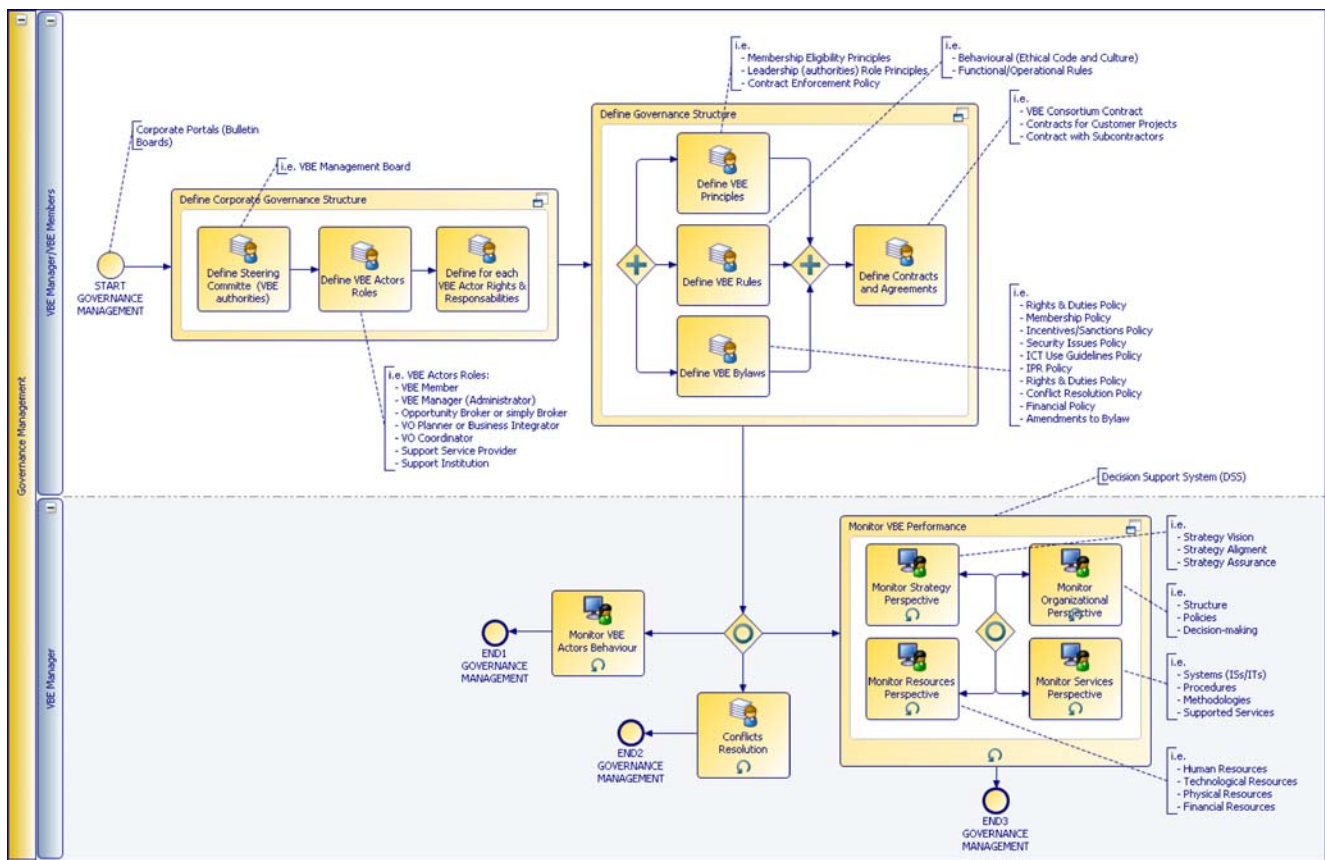 Governance Management
VBE Manager/VBE Members
VBE Manager
Corporate Portals (Bulletin
Boards)
START
GOVERNANCE
MANAGEMENT
i.e. VBE Management Board
Define Corporate Governance Structure
Define Steering
Committe (VBE
authorities)
Define VBE Actors
Roles
Define for each
VBE Actor Rights &
Responsabilities
i.e. VBE Actors Roles:
- VBE Member
- VBE Manager (Administrator)
- Opportunity Broker or simply Broker
- VO Planner or Business Integrator
- VO Coordinator
- Support Service Provider
- Support Institution
i.e.
- Membership Eligibility Principles
- Leadership (authorities) Role Principles
- Contract Enforcement Policy
i.e.
- Behavioural (Ethical Code and Culture)
- Functional/Operational Rules
i.e.
- VBE Consortium Contract
- Contracts for Customer Projects
- Contract with Subcontractors
Define Governance Structure
Define VBE
Principles
Define VBE Rules
Define VBE Bylaws
Define Contracts
and Agreements
i.e.
- Rights & Duties Policy
- Membership Policy
- Incentives/Sanctions Policy
- Security Issues Policy
- ICT Use Guidelines Policy
- IPR Policy
- Rights & Duties Policy
- Conflict Resolution Policy
- Financial Policy
- Amendments to Bylaw
Decision Support System (DSS)
Monitor VBE Performance
Monitor Strategy
Perspective
Monitor
Organizational
Perspective
Monitor Resources
Perspective
Monitor Services
Perspective
i.e.
- Strategy Vision
- Strategy Aligment
- Strategy Assurance
i.e.
- Structure
- Policies
- Decision-making
i.e.
- Systems (ISs/ITs)
- Procedures
- Methodologies
- Supported Services
i.e.
- Human Resources
- Technological Resources
- Physical Resources
- Financial Resources
Monitor VBE
Actors Behaviour
END1
GOVERNANCE
MANAGEMENT
Conflicts
Resolution
END2
GOVERNANCE
MANAGEMENT
END3
GOVERNANCE
MANAGEMENT